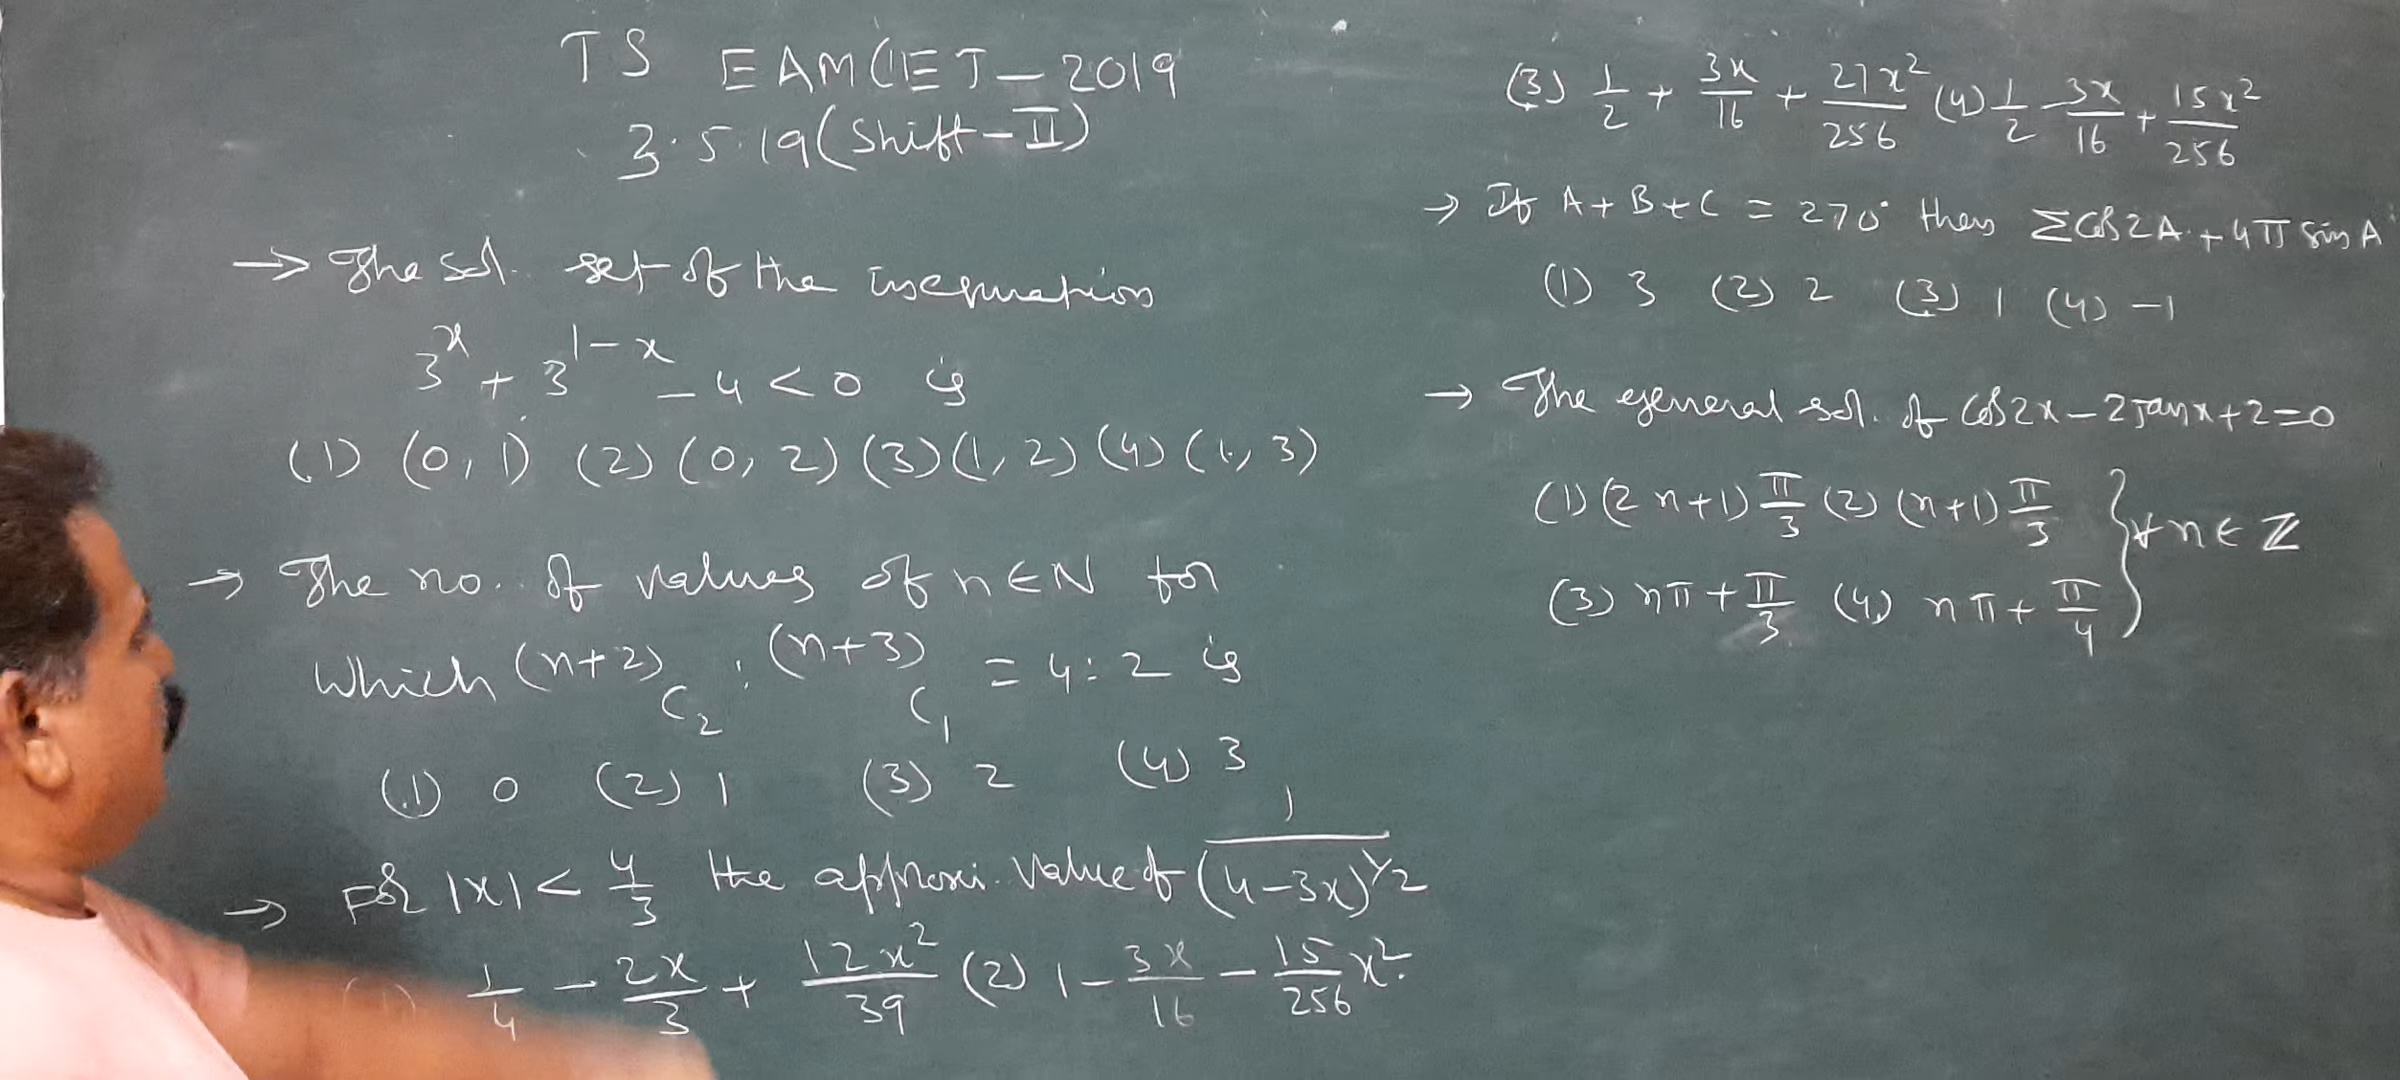 TS EAMCET-2019
3.5.19 (Shift-II)
→ The sol. set of the inequation
3^x + 3^(1-x) - 4 < 0 is
(1) (0, 1) (2) (0, 2) (3) (1, 2) (4) (1, 3)
→ The no. of values of n∈N for
which (n+2)C₂ : (n+3)C₁ = 4:2 is
(1) 0 (2) 1 (3) 2 (4) 3
→ For |x| < 4/3 the approxi. value of 1/(4-3x)^(1/2)
(1) 1/4 - 2x/3 + 12x²/39 (2) 1 - 3x/16 - 15/256 x²
(3) 1/2 + 3x/16 + 27x²/256 (4) 1/2 - 3x/16 + 15x²/256
→ If A+B+C = 270° then ΣCos2A + 4π Sin A
(1) 3 (2) 2 (3) 1 (4) -1
→ The general sol. of Cos2x - 2Tanx + 2 = 0
(1) (2n+1) π/3 (2) (n+1) π/3
(3) nπ + π/3 (4) nπ + π/4 } ∀ n ∈ Z